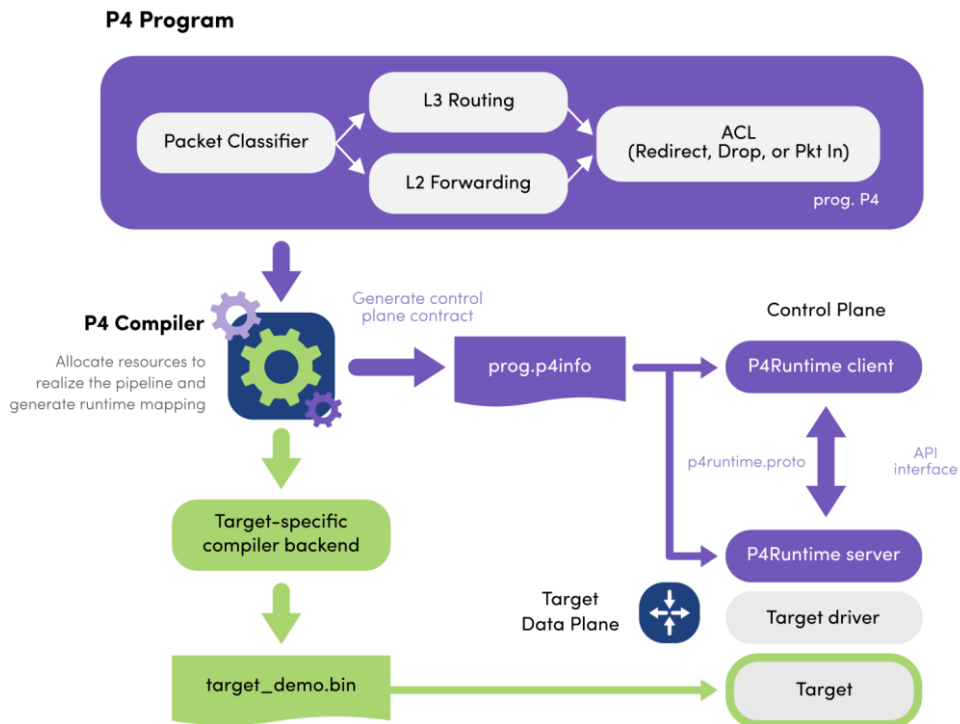 P4 Program
L3 Routing
Packet Classifier
ACL
(Redirect, Drop, or Pkt In)
L2 Forwarding
prog. P4
P4 Compiler
Allocate resources to
realize the pipeline and
generate runtime mapping
Generate control
plane contract
prog.p4info
Control Plane
P4Runtime client
p4runtime.proto
API
interface
P4Runtime server
Target-specific
compiler backend
Target
Data Plane
Target driver
target_demo.bin
Target